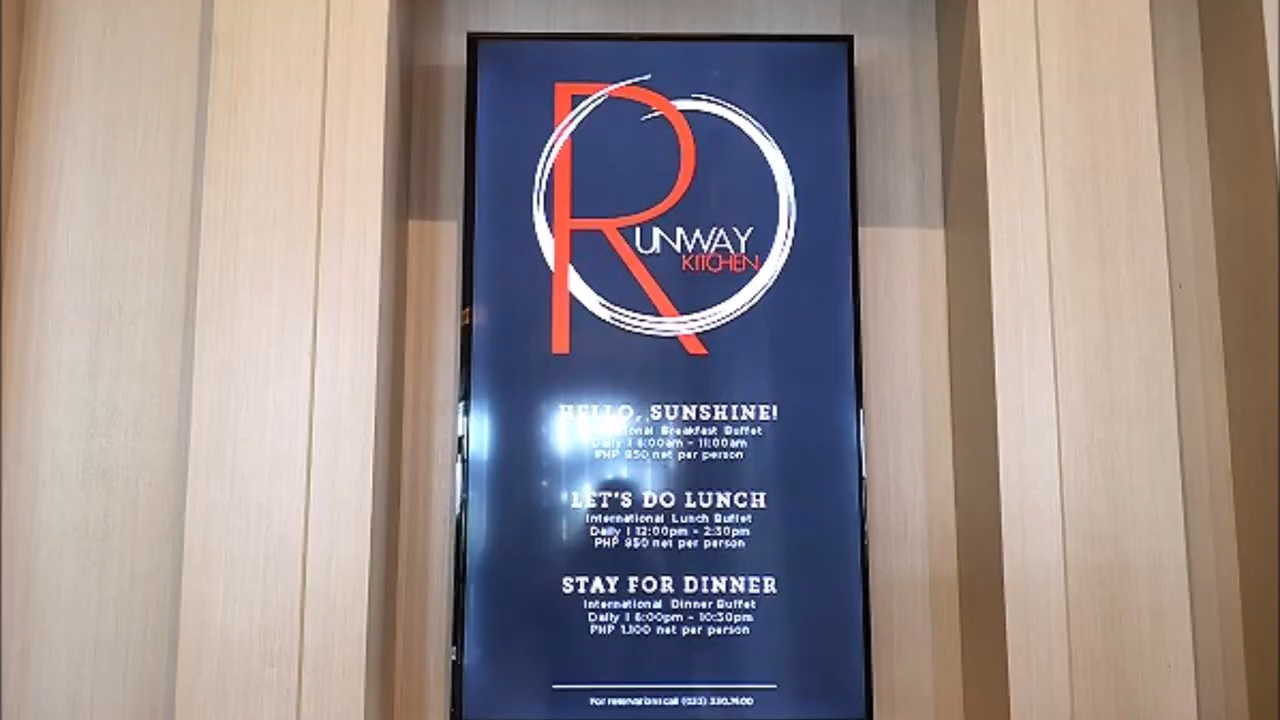 RUNWAY
KITCHEN
HELLO, SUNSHINE!
Breakfast Buffet
Daily | 6:00am - 11:00am
PHP 850 net per person
LET'S DO LUNCH
International Lunch Buffet
Daily | 12:00pm - 2:30pm
PHP 950 net per person
STAY FOR DINNER
International Dinner Buffet
Daily | 6:00pm - 10:30pm
PHP 1,100 net per person
For reservations call